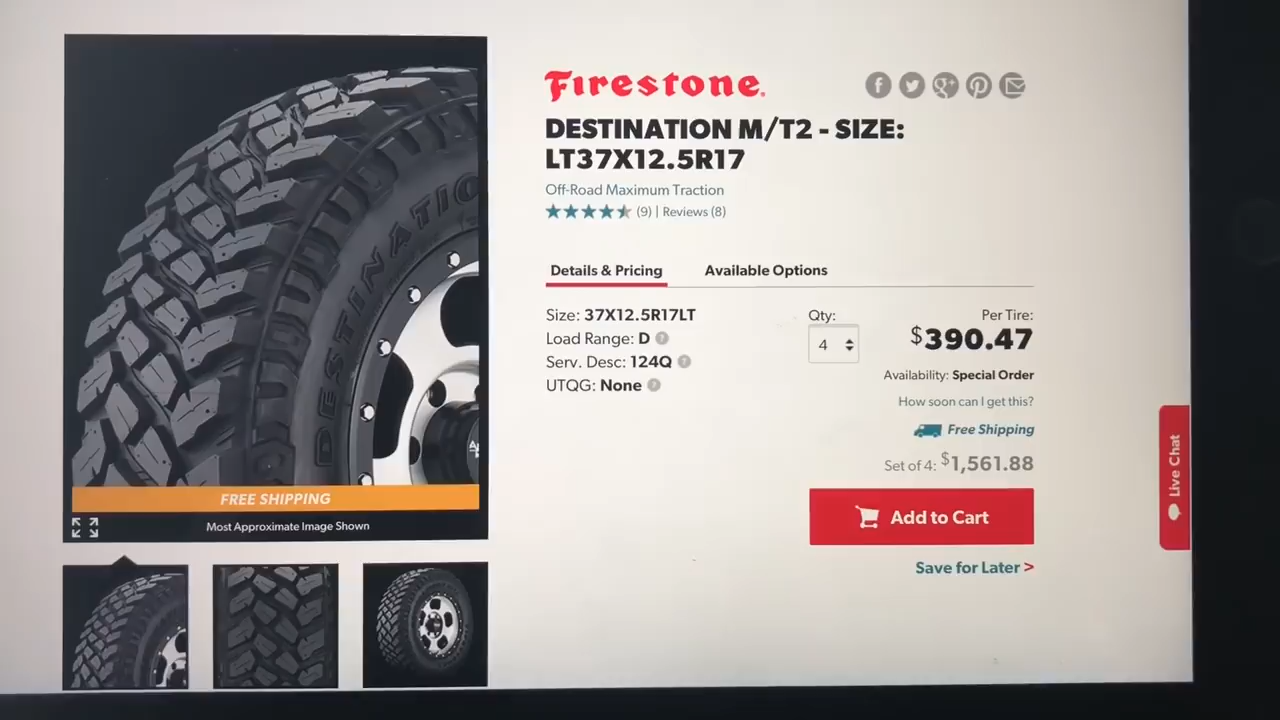 Firestone
DESTINATION M/T2 - SIZE:
LT37X12.5R17
Off-Road Maximum Traction
(9) | Reviews (8)
Details & Pricing
Available Options
Size: 37X12.5R17LT
Load Range: D
Serv. Desc: 124Q
UTQG: None
Qty:
4
Per Tire:
$390.47
Availability: Special Order
How soon can I get this?
Free Shipping
Set of 4: $1,561.88
Add to Cart
Save for Later >
Live Chat
DESTINATIO
FREE SHIPPING
Most Approximate Image Shown